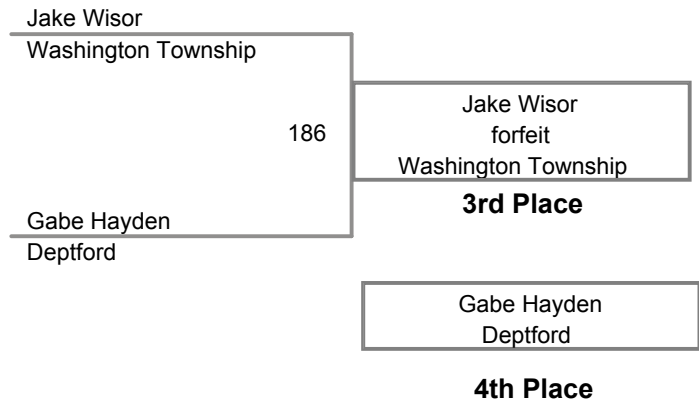 Jake Wisor
Washington Township
186
Jake Wisor
forfeit
Washington Township
3rd Place
Gabe Hayden
Deptford
Gabe Hayden
Deptford
4th Place